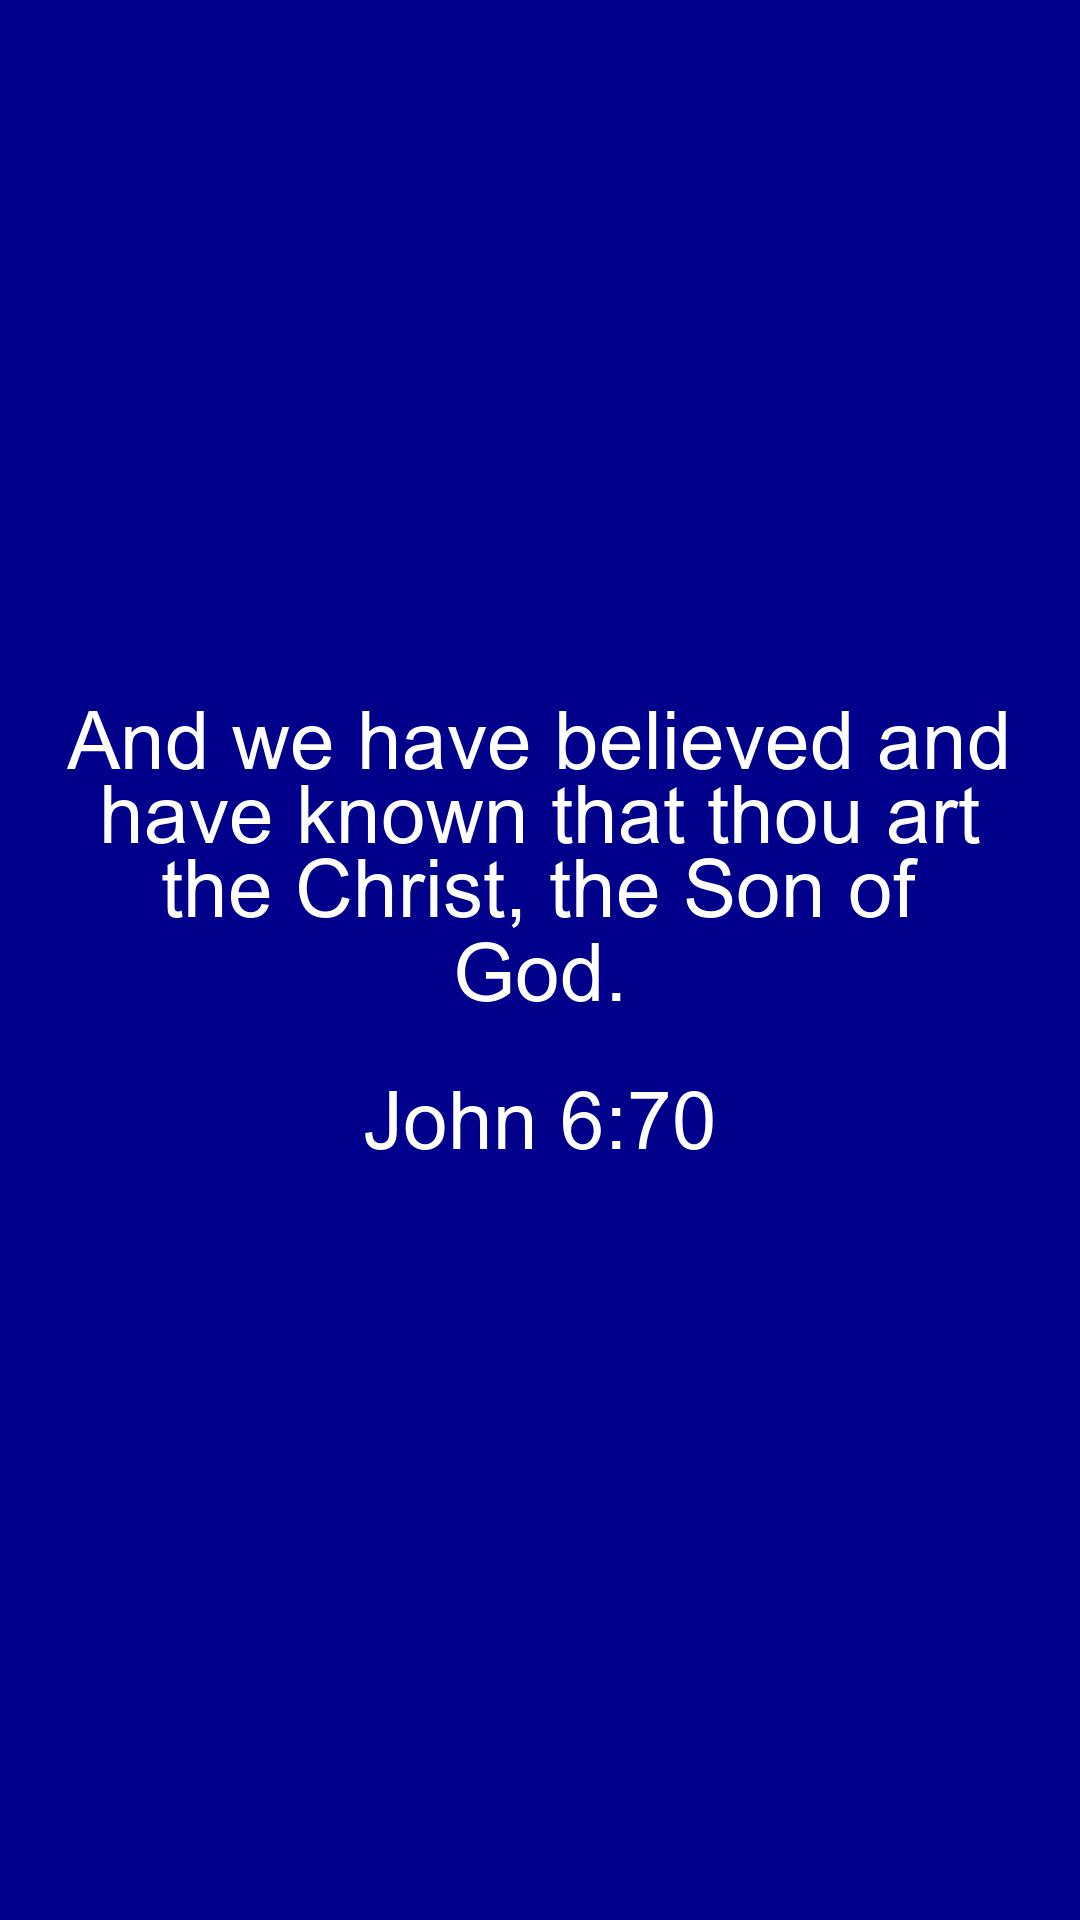 And we have believed and
have known that thou art
the Christ, the Son of
God.
John 6:70